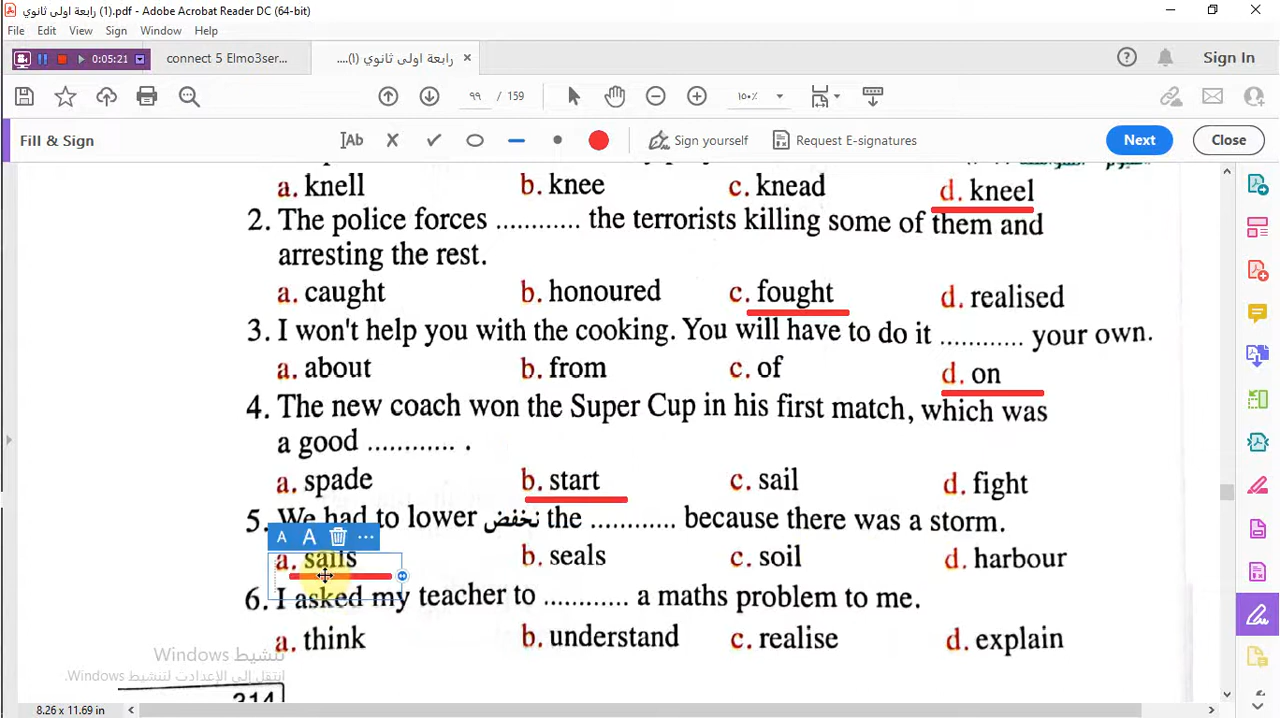 رابعة اولى ثانوي (1).pdf - Adobe Acrobat Reader DC (64-bit)
File Edit View Sign Window Help
0:05:21 connect 5 Elmo3ser... رابعة اولى ثانوي (١).... Sign In
٩٩ / 159 ١٥٠٪
Fill & Sign Ab Sign yourself Request E-signatures Next Close
a. knell b. knee c. knead d. kneel
2. The police forces ............ the terrorists killing some of them and
arresting the rest.
a. caught b. honoured c. fought d. realised
3. I won't help you with the cooking. You will have to do it ............ your own.
a. about b. from c. of d. on
4. The new coach won the Super Cup in his first match, which was
a good ............ .
a. spade b. start c. sail d. fight
5. We had to lower نخفض the ............ because there was a storm.
A A
a. sails b. seals c. soil d. harbour
6. I asked my teacher to ............ a maths problem to me.
a. think b. understand c. realise d. explain
تنشيط Windows
انتقل إلى الإعدادات لتنشيط Windows.
314
8.26 x 11.69 in